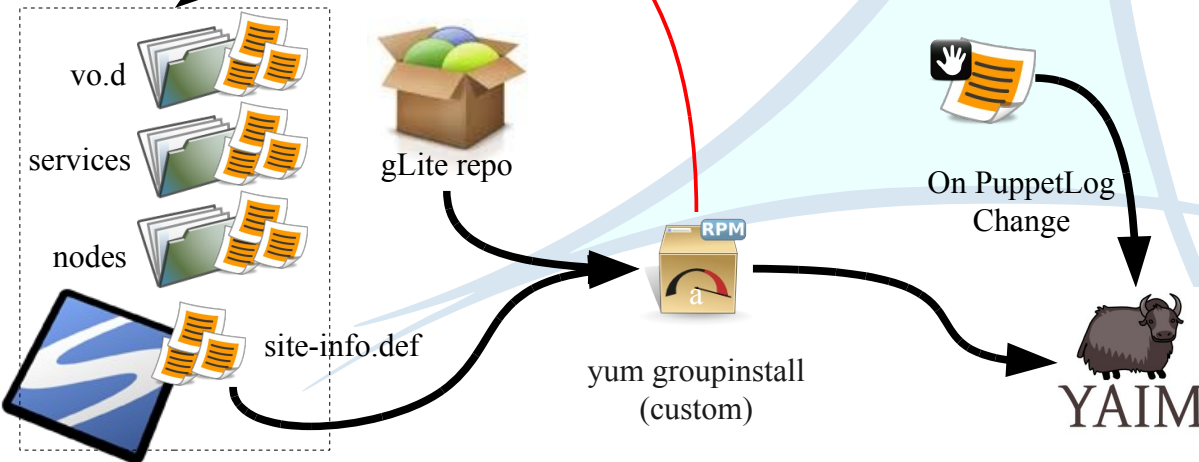 vo.d
services
nodes
site-info.def
gLite repo
RPM
a
yum groupinstall
(custom)
On PuppetLog
Change
YAIM